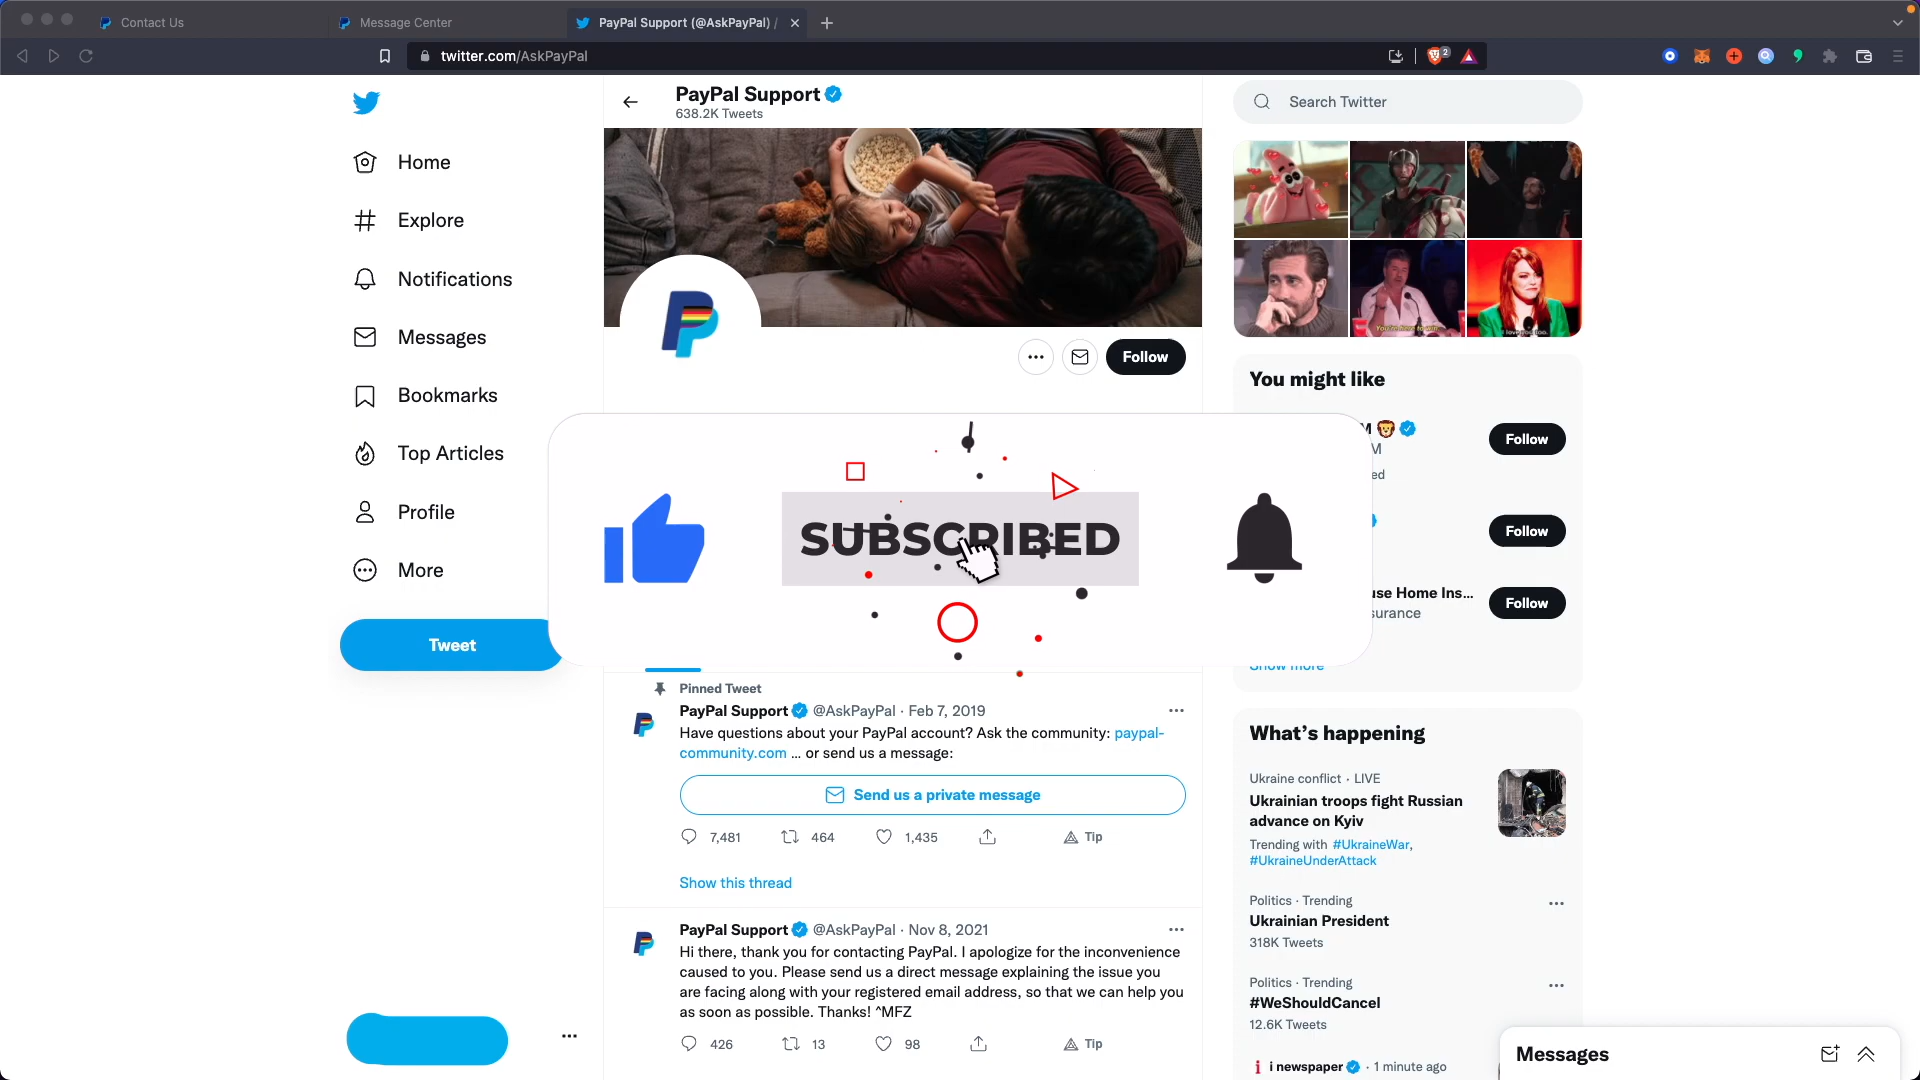 Contact Us
Message Center
PayPal Support (@AskPayPal) /
twitter.com/AskPayPal
2
PayPal Support
638.2K Tweets
Search Twitter
Home
Explore
Notifications
Messages
Bookmarks
Top Articles
Profile
More
Tweet
Follow
SUBSCRIBED
Pinned Tweet
PayPal Support @AskPayPal · Feb 7, 2019
Have questions about your PayPal account? Ask the community: paypal-
community.com ... or send us a message:
Send us a private message
7,481 464 1,435 Tip
Show this thread
PayPal Support @AskPayPal · Nov 8, 2021
Hi there, thank you for contacting PayPal. I apologize for the inconvenience
caused to you. Please send us a direct message explaining the issue you
are facing along with your registered email address, so that we can help you
as soon as possible. Thanks! ^MFZ
426 13 98 Tip
You might like
M
M
ed
Follow
Follow
use Home Ins...
surance
Follow
Show more
What's happening
Ukraine conflict · LIVE
Ukrainian troops fight Russian
advance on Kyiv
Trending with #UkraineWar,
#UkraineUnderAttack
Politics · Trending
Ukrainian President
318K Tweets
Politics · Trending
#WeShouldCancel
12.6K Tweets
i newspaper · 1 minute ago
Messages